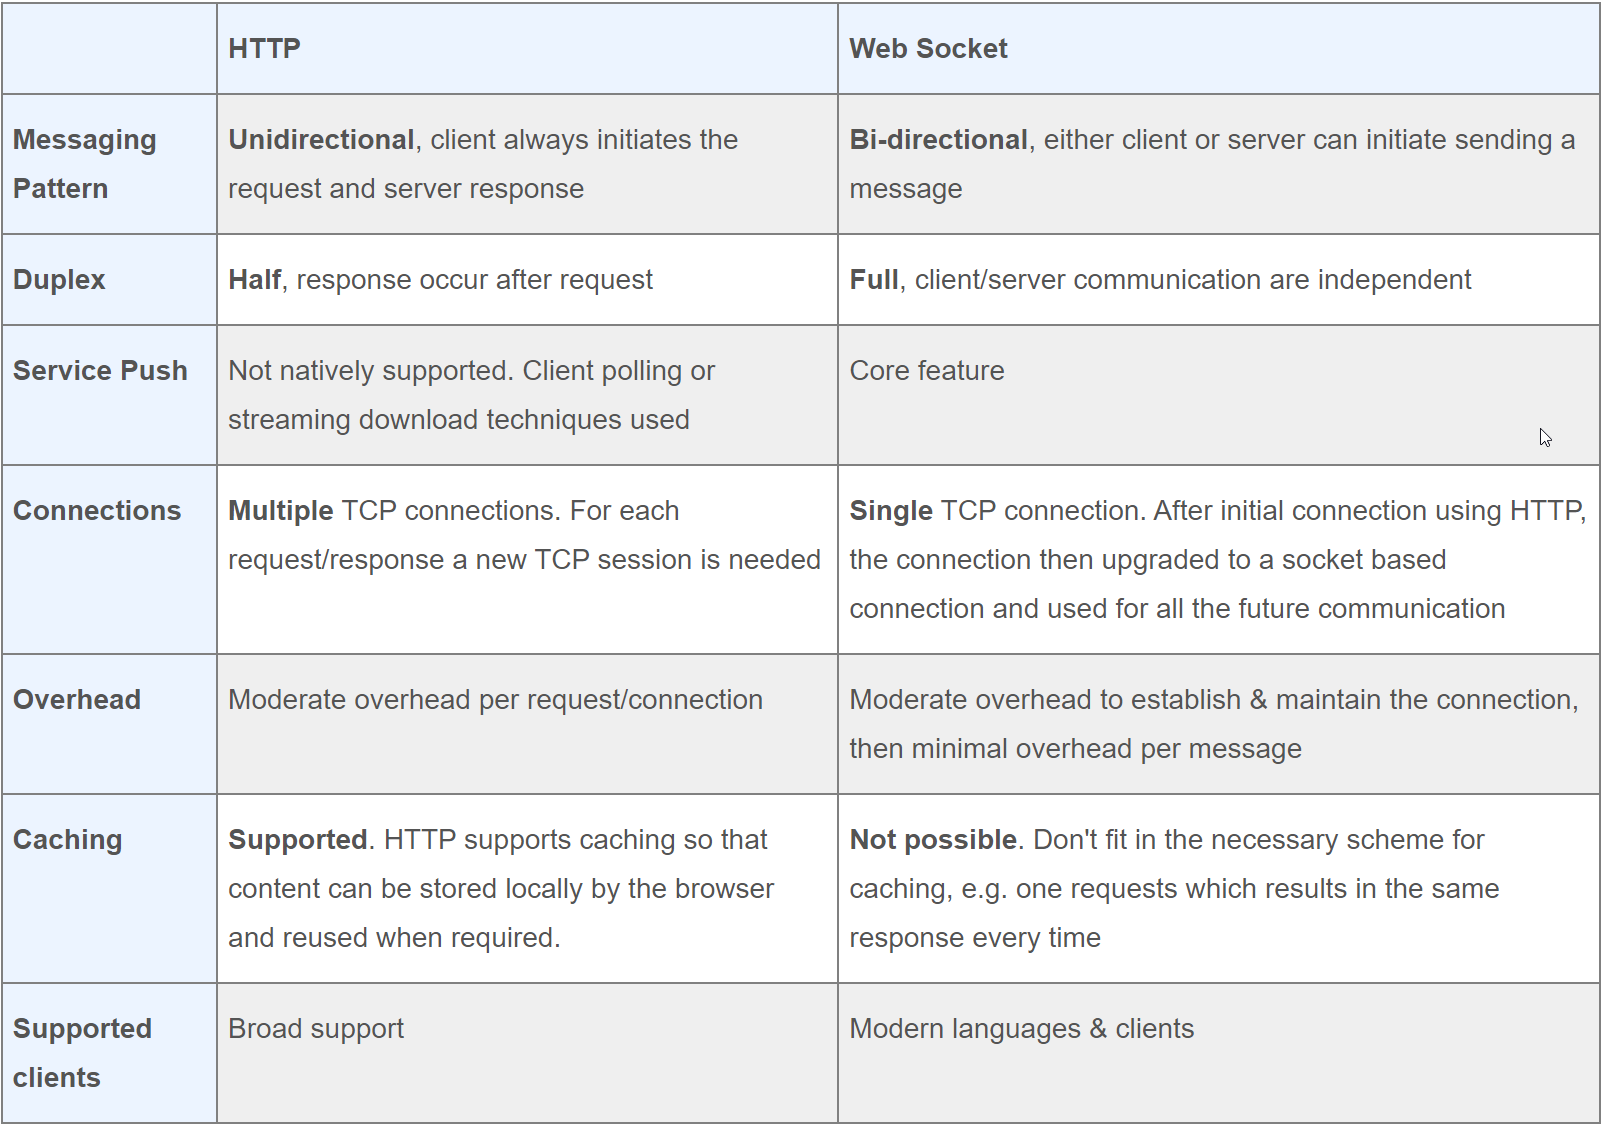 HTTP
Web Socket
Messaging
Pattern
Unidirectional, client always initiates the
request and server response
Bi-directional, either client or server can initiate sending a
message
Duplex
Half, response occur after request
Full, client/server communication are independent
Service Push
Not natively supported. Client polling or
streaming download techniques used
Core feature
Connections
Multiple TCP connections. For each
request/response a new TCP session is needed
Single TCP connection. After initial connection using HTTP,
the connection then upgraded to a socket based
connection and used for all the future communication
Overhead
Moderate overhead per request/connection
Moderate overhead to establish & maintain the connection,
then minimal overhead per message
Caching
Supported. HTTP supports caching so that
content can be stored locally by the browser
and reused when required.
Not possible. Don't fit in the necessary scheme for
caching, e.g. one requests which results in the same
response every time
Supported
clients
Broad support
Modern languages & clients